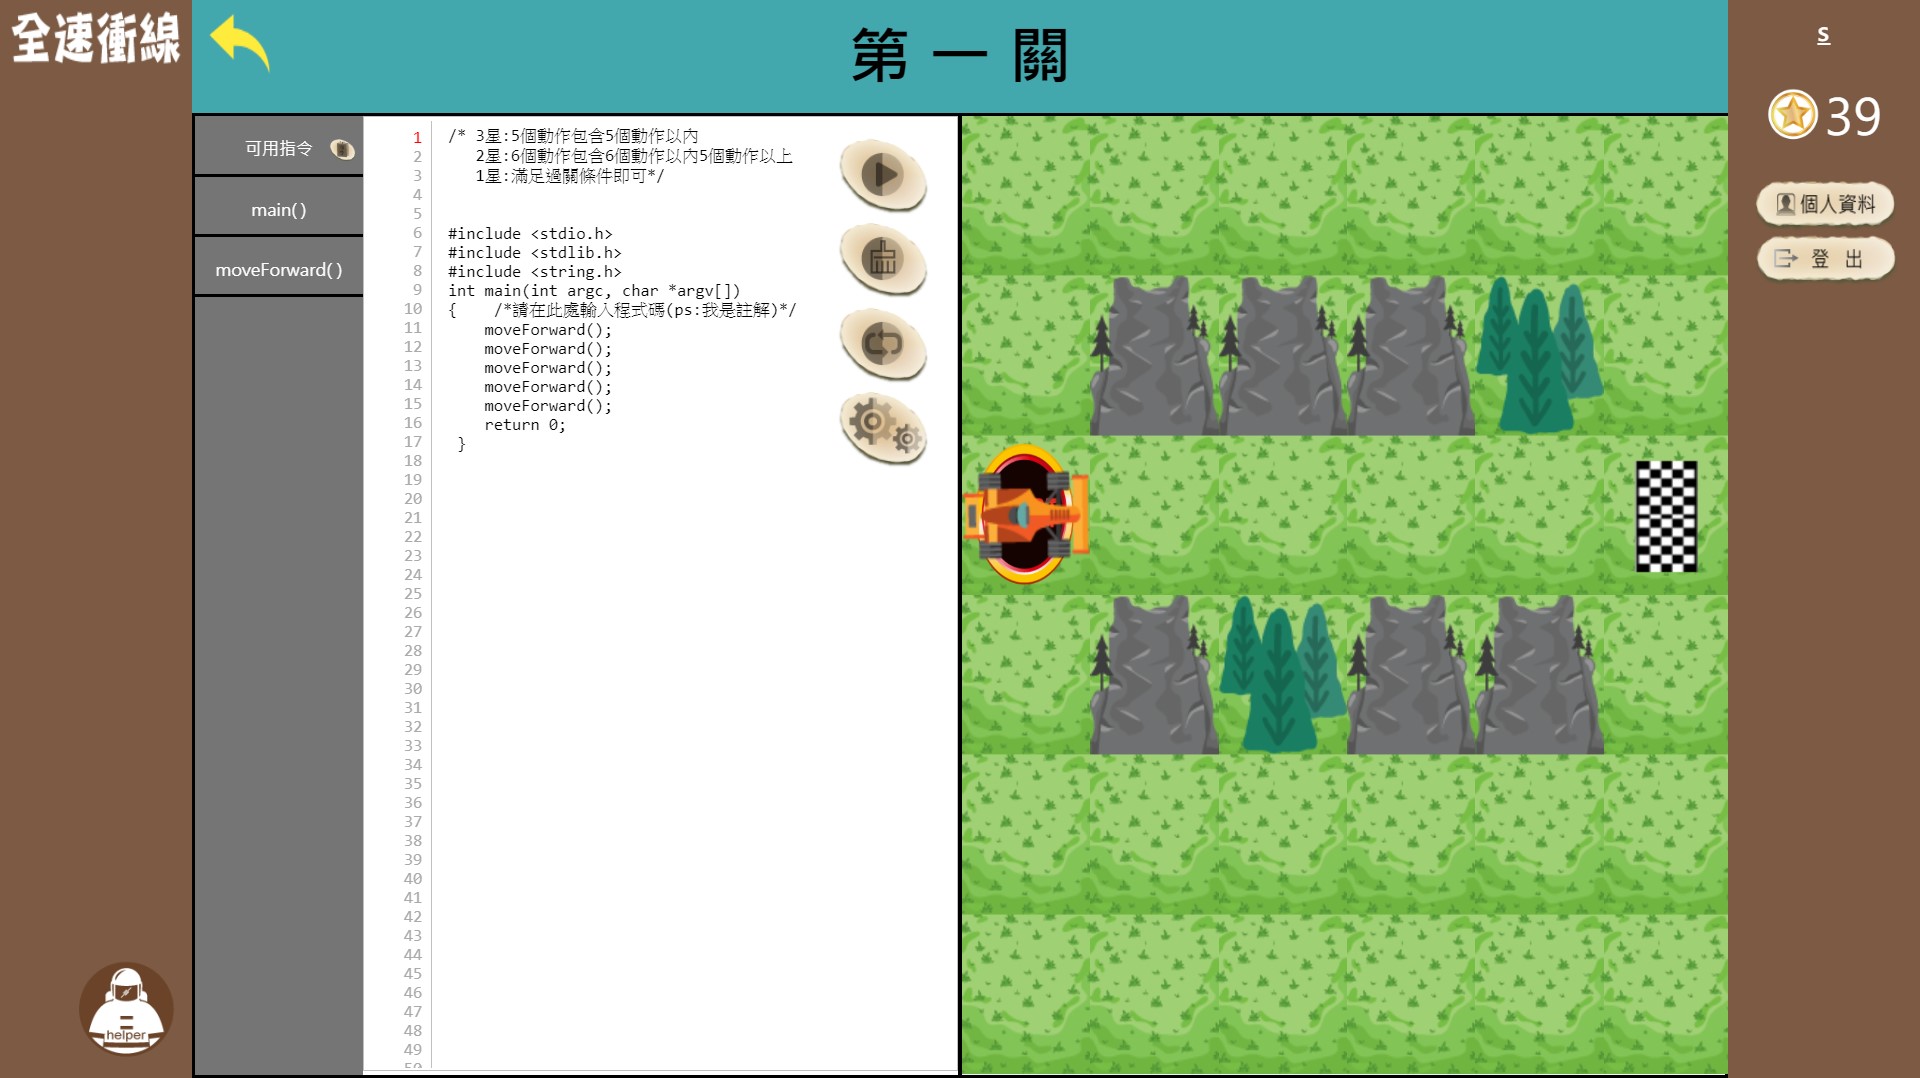 全速衝線
第一關
s
39
個人資料
登 出
可用指令
main()
moveForward()
1 /* 3星:5個動作包含5個動作以內
2    2星:6個動作包含6個動作以內5個動作以上
3    1星:滿足過關條件即可*/
4
5
6 #include <stdio.h>
7 #include <stdlib.h>
8 #include <string.h>
9 int main(int argc, char *argv[])
10 {    /*請在此處輸入程式碼(ps:我是註解)*/
11     moveForward();
12     moveForward();
13     moveForward();
14     moveForward();
15     moveForward();
16     return 0;
17  }
18
19
20
21
22
23
24
25
26
27
28
29
30
31
32
33
34
35
36
37
38
39
40
41
42
43
44
45
46
47
48
49
50
helper